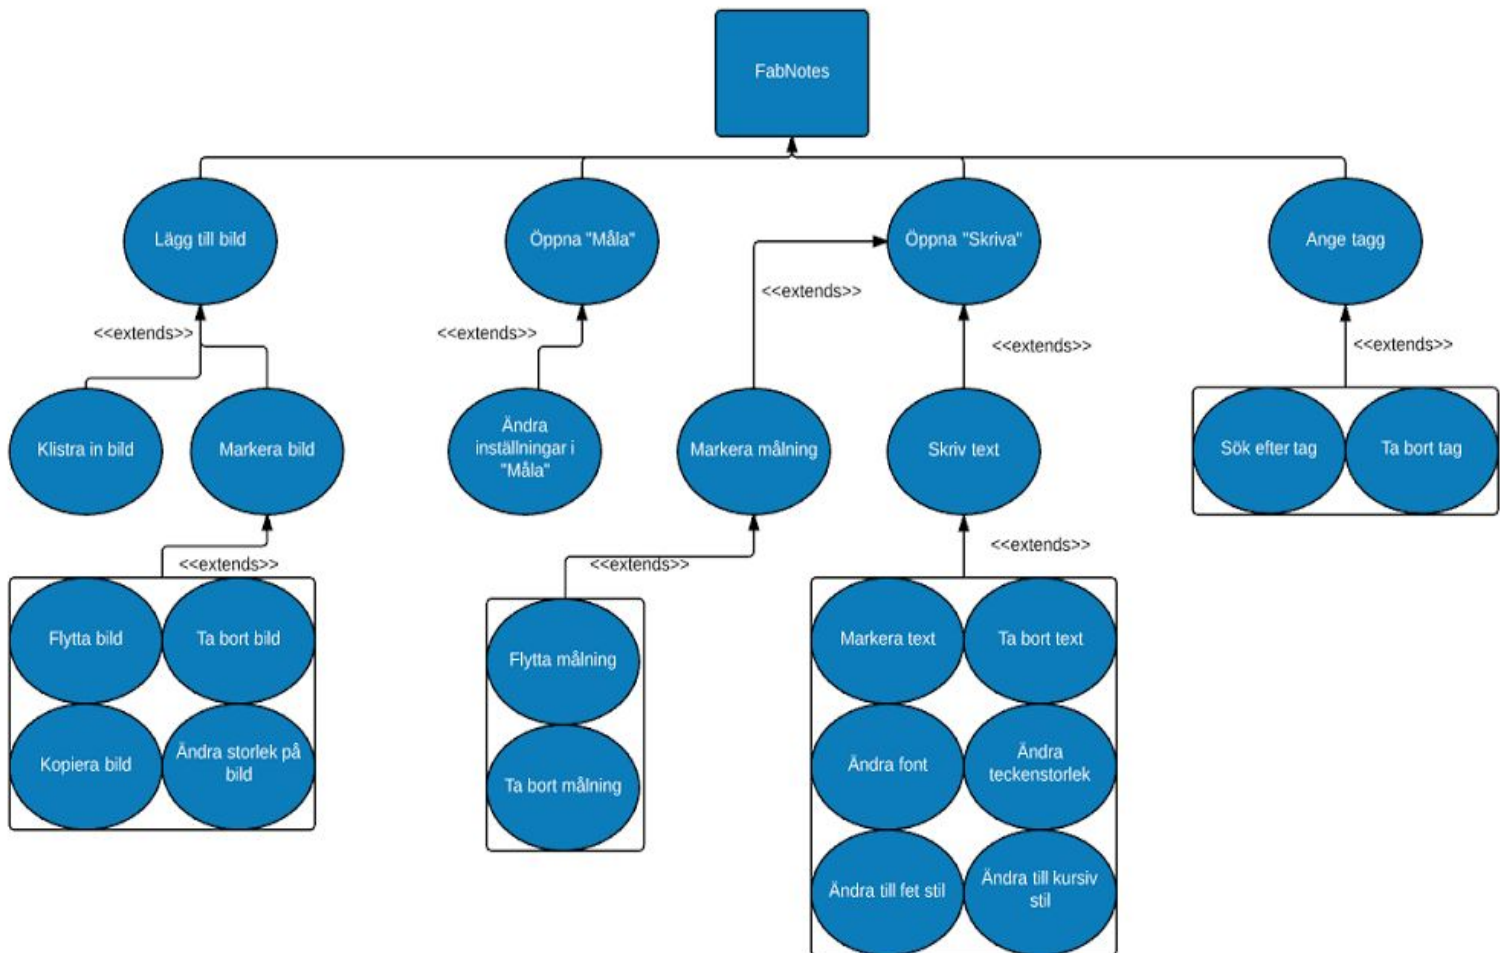 FabNotes
Lägg till bild
Öppna "Måla"
Öppna "Skriva"
Ange tagg
<<extends>>
<<extends>>
<<extends>>
<<extends>>
<<extends>>
Klistra in bild
Markera bild
Ändra
inställningar i
"Måla"
Markera målning
Skriv text
Sök efter tag
Ta bort tag
<<extends>>
<<extends>>
<<extends>>
Flytta bild
Ta bort bild
Kopiera bild
Ändra storlek på
bild
Flytta målning
Ta bort målning
Markera text
Ta bort text
Ändra font
Ändra
teckenstorlek
Ändra till fet stil
Ändra till kursiv
stil